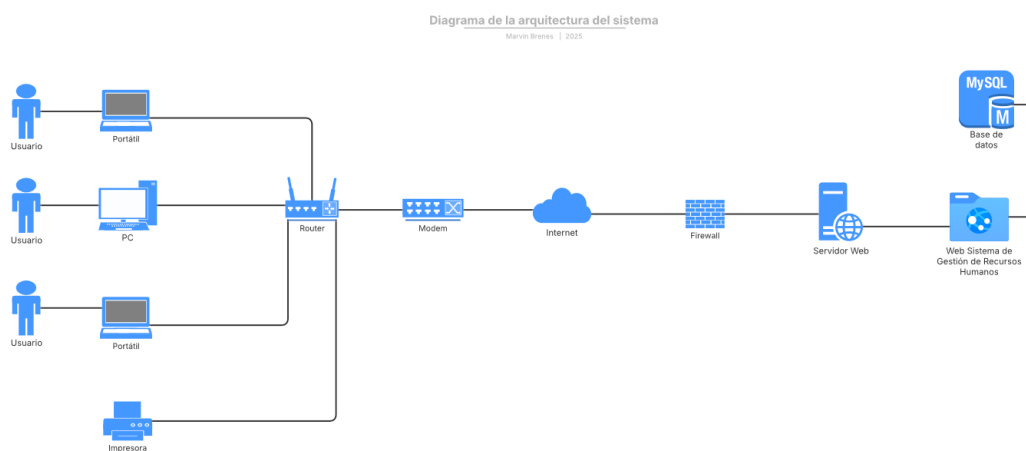 Diagrama de la arquitectura del sistema
Marvin Brenes | 2025
MySQL
M
Base de
datos
Usuario
Portátil
Usuario
PC
Router
Modem
Internet
Firewall
Servidor Web
Web Sistema de
Gestión de Recursos
Humanos
Usuario
Portátil
Impresora